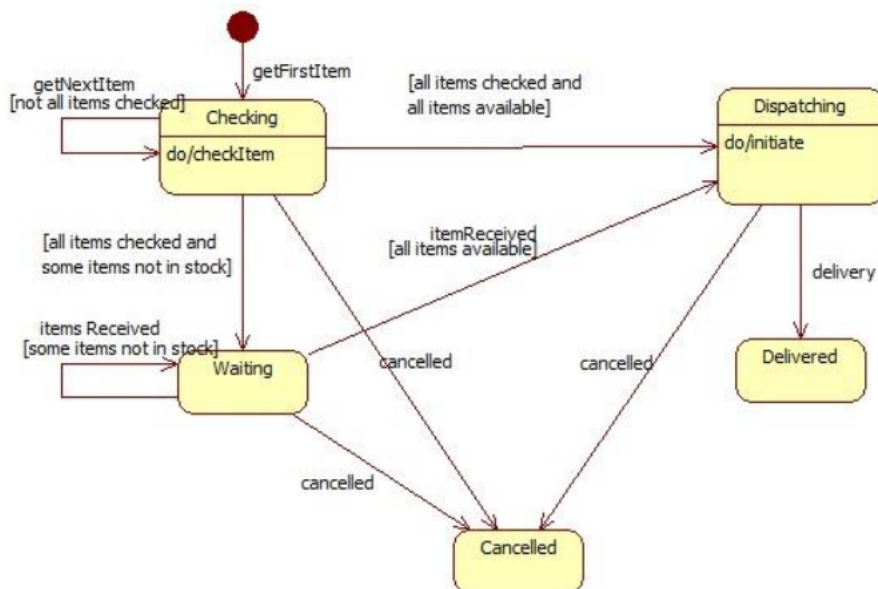 getFirstItem
getNextItem
[not all items checked]
Checking
do/checkItem
[all items checked and
all items available]
Dispatching
do/initiate
[all items checked and
some items not in stock]
itemReceived
[all items available]
delivery
items Received
[some items not in stock]
Waiting
cancelled
cancelled
Delivered
cancelled
Cancelled